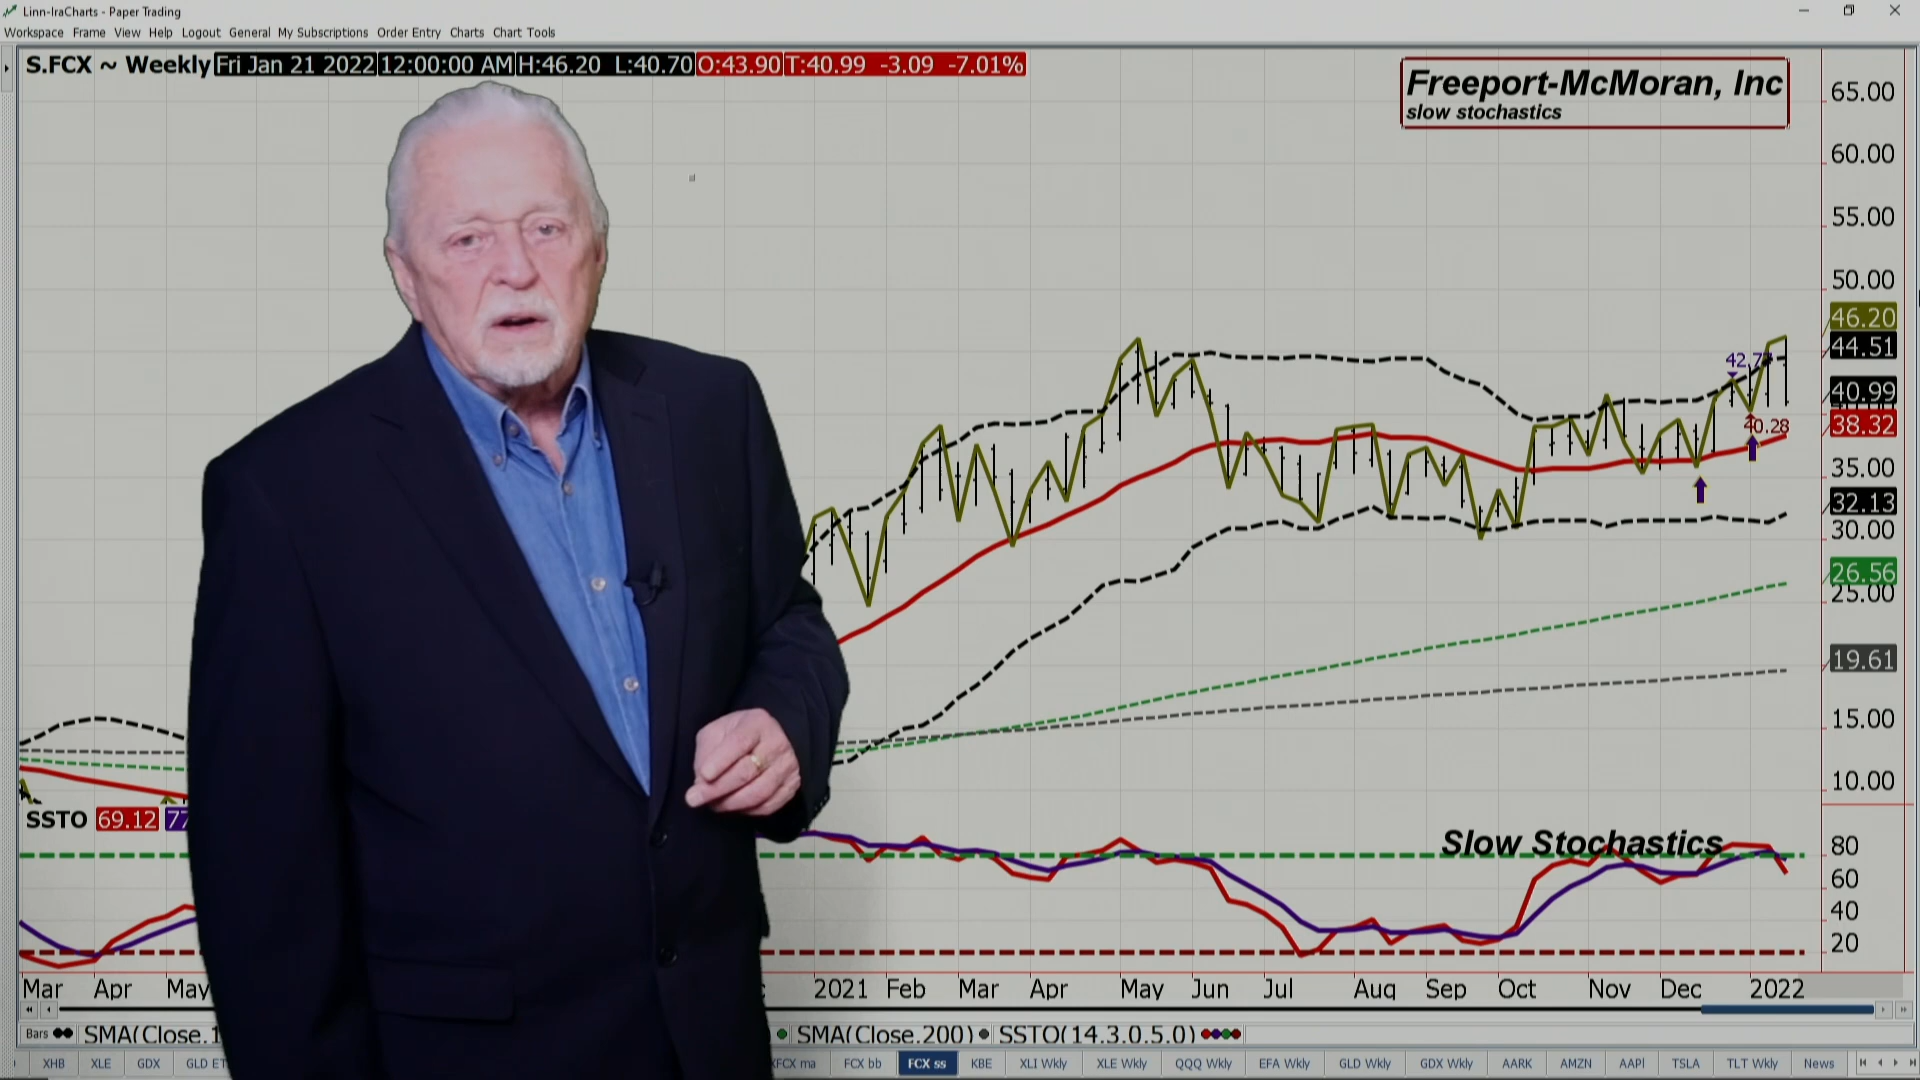 Linn-IraCharts - Paper Trading
Workspace Frame View Help Logout General My Subscriptions Order Entry Charts Chart Tools
S.FCX ~ Weekly Fri Jan 21 2022 12:00:00 AM H:46.20 L:40.70 O:43.90 T:40.99 -3.09 -7.01%
Freeport-McMoran, Inc
slow stochastics
65.00
60.00
55.00
50.00
46.20
44.51
40.99
38.32
35.00
32.13
30.00
26.56
25.00
19.61
15.00
10.00
40.28
SSTO 69.12
Slow Stochastics
80
60
40
20
Mar Apr May 2021 Feb Mar Apr May Jun Jul Aug Sep Oct Nov Dec 2022
Bars SMA(Close,1 SMA(Close,200) SSTO(14,3,0,5,0)
XHB XLE GDX GLD ET FCX ma FCX bb FCX ss KBE XLI Wkly XLE Wkly QQQ Wkly EFA Wkly GLD Wkly GDX Wkly AARK AMZN AAPl TSLA TLT Wkly News